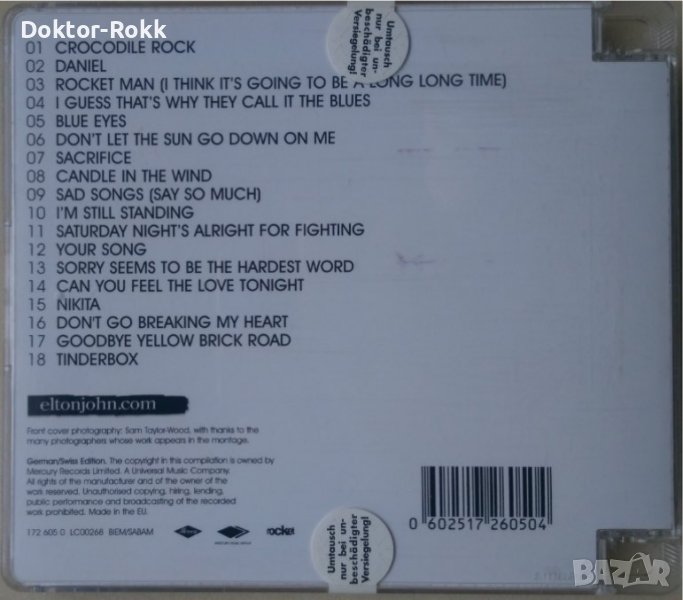 Doktor-Rokk
Umtausch
nur bei un-
beschädigter
Versiegelung!
01 CROCODILE ROCK
02 DANIEL
03 ROCKET MAN (I THINK IT'S GOING TO BE A LONG LONG TIME)
04 I GUESS THAT'S WHY THEY CALL IT THE BLUES
05 BLUE EYES
06 DON'T LET THE SUN GO DOWN ON ME
07 SACRIFICE
08 CANDLE IN THE WIND
09 SAD SONGS (SAY SO MUCH)
10 I'M STILL STANDING
11 SATURDAY NIGHT'S ALRIGHT FOR FIGHTING
12 YOUR SONG
13 SORRY SEEMS TO BE THE HARDEST WORD
14 CAN YOU FEEL THE LOVE TONIGHT
15 NIKITA
16 DON'T GO BREAKING MY HEART
17 GOODBYE YELLOW BRICK ROAD
18 TINDERBOX
eltonjohn.com
Front cover photography: Sam Taylor-Wood, with thanks to the
many photographers whose work appears in the montage.
German/Swiss Edition. The copyright in this compilation is owned by
Mercury Records Limited. A Universal Music Company.
All rights of the manufacturer and of the owner of the
work reserved. Unauthorised copying, hiring, lending,
public performance and broadcasting of the recorded
work prohibited. Made in the EU.
172 605 0 LC00268 BIEM/SABAM
rocket
Umtausch
nur bei un-
beschädigter
Versiegelung!
0 602517 260504
BAZAR